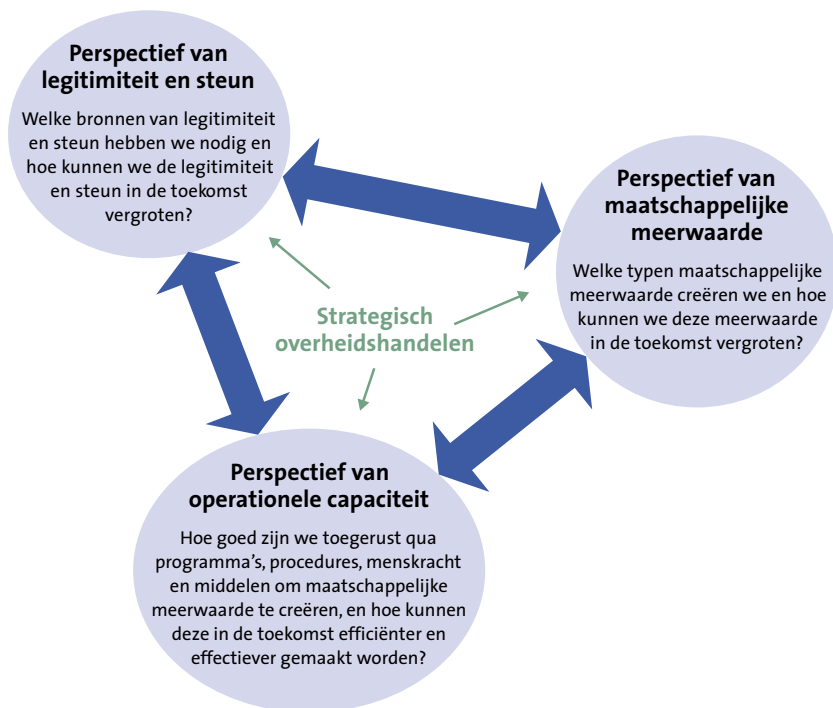 Perspectief van
legitimiteit en steun
Welke bronnen van legitimiteit
en steun hebben we nodig en
hoe kunnen we de legitimiteit
en steun in de toekomst
vergroten?
Perspectief van
maatschappelijke
meerwaarde
Welke typen maatschappelijke
meerwaarde creëren we en hoe
kunnen we deze meerwaarde
in de toekomst vergroten?
Strategisch
overheidshandelen
Perspectief van
operationele capaciteit
Hoe goed zijn we toegerust qua
programma's, procedures, menskracht
en middelen om maatschappelijke
meerwaarde te creëren, en hoe kunnen
deze in de toekomst efficiënter en
effectiever gemaakt worden?